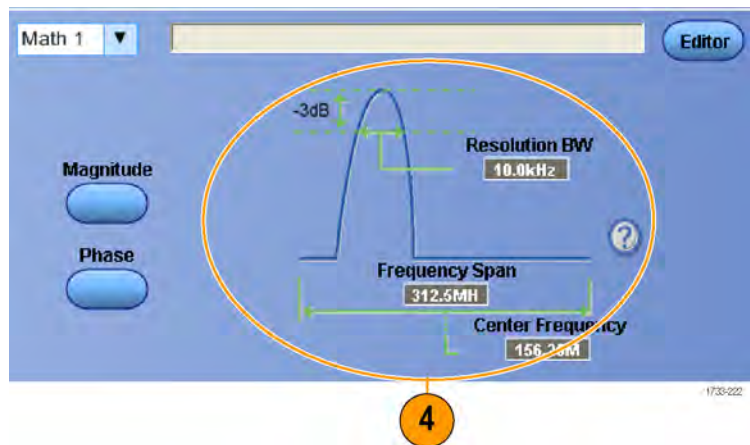 Math 1
Editor
-3dB
Resolution BW
10.0kHz
Magnitude
Phase
Frequency Span
312.5MH
Center Frequency
156.25M
4
1733-222